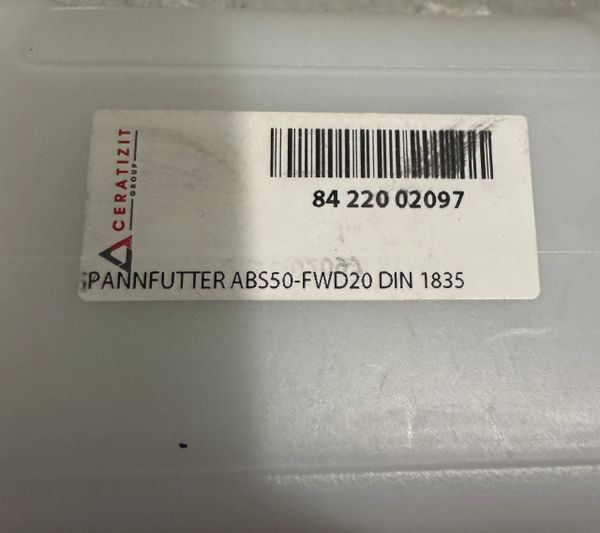 CERATIZIT
GROUP
84 220 02097
SPANNFUTTER ABS50-FWD20 DIN 1835